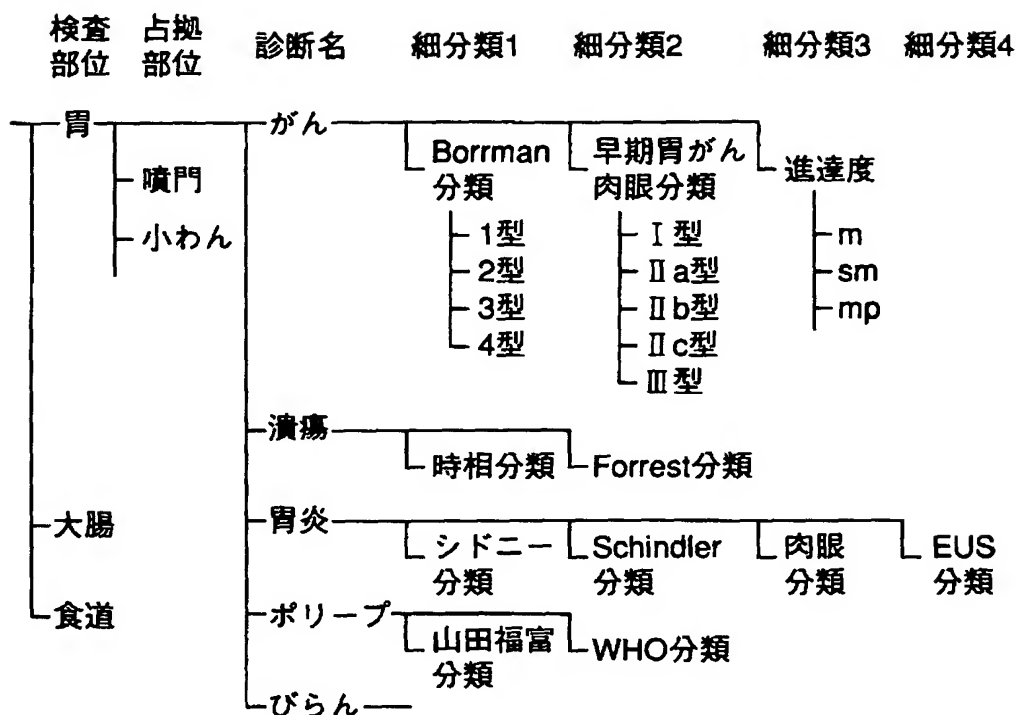 検査 占拠 診断名 細分類1 細分類2 細分類3 細分類4
部位 部位
胃 がん
Borrman 早期胃がん 進達度
分類 肉眼分類
噴門
小わん 1型 Ⅰ型 m
2型 Ⅱa型 sm
3型 Ⅱb型 mp
4型 Ⅱc型
Ⅲ型
潰瘍
時相分類 Forrest分類
大腸 胃炎
シドニー Schindler 肉眼 EUS
分類 分類 分類 分類
食道 ポリープ
山田福富 WHO分類
分類
びらん